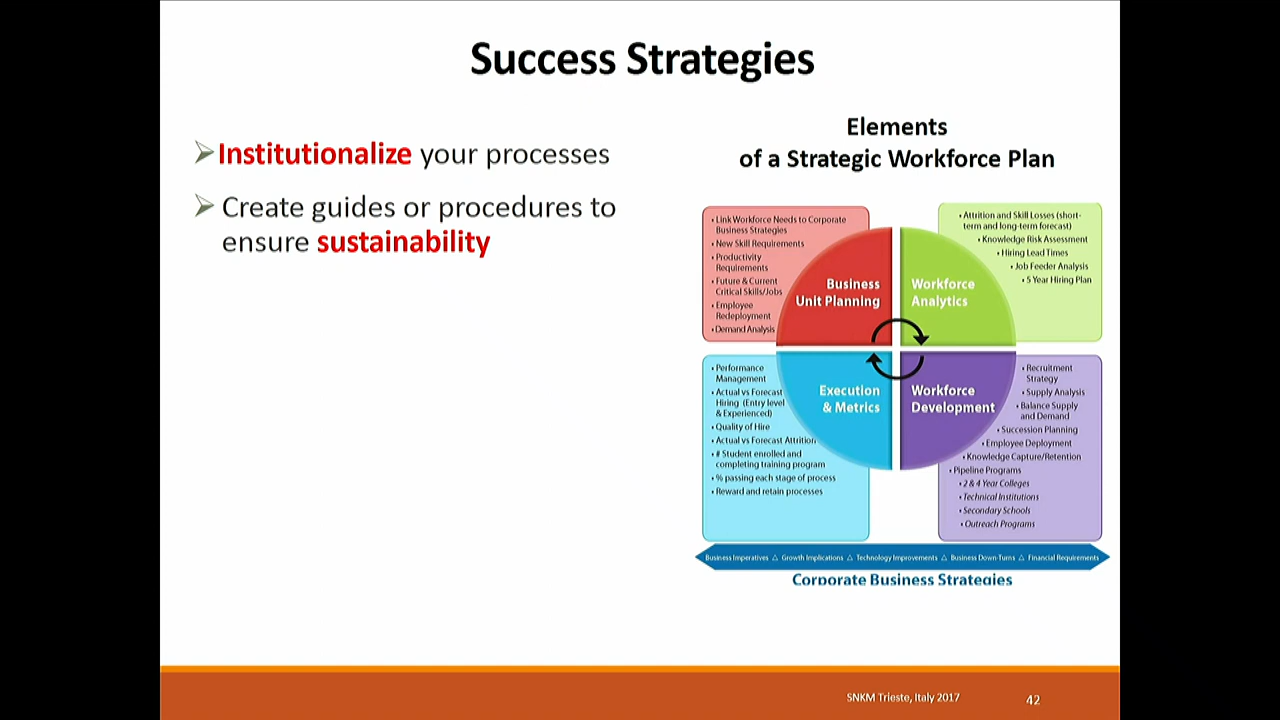 Success Strategies
➢Institutionalize your processes
➢ Create guides or procedures to
ensure sustainability
Elements
of a Strategic Workforce Plan
• Link Workforce Needs to Corporate
Business Strategies
• New Skill Requirements
• Productivity
Requirements
• Future & Current
Critical Skills/Jobs
• Employee
Redeployment
• Demand Analysis
Business
Unit Planning
Workforce
Analytics
• Attrition and Skill Losses (short-
term and long-term forecast)
• Knowledge Risk Assessment
• Hiring Lead Times
• Job Feeder Analysis
• 5 Year Hiring Plan
• Performance
Management
• Actual vs Forecast
Hiring (Entry level
& Experienced)
• Quality of Hire
• Actual vs Forecast Attrition
• # Student enrolled and
completing training program
• % passing each stage of process
• Reward and retain processes
Execution
& Metrics
Workforce
Development
• Recruitment
Strategy
• Supply Analysis
• Balance Supply
and Demand
• Succession Planning
• Employee Deployment
• Knowledge Capture/Retention
• Pipeline Programs
• 2 & 4 Year Colleges
• Technical Institutions
• Secondary Schools
• Outreach Programs
Business Imperatives △ Growth Implications △ Technology Improvements △ Business Down-Turns △ Financial Requirements
Corporate Business Strategies
SNKM Trieste, Italy 2017
42